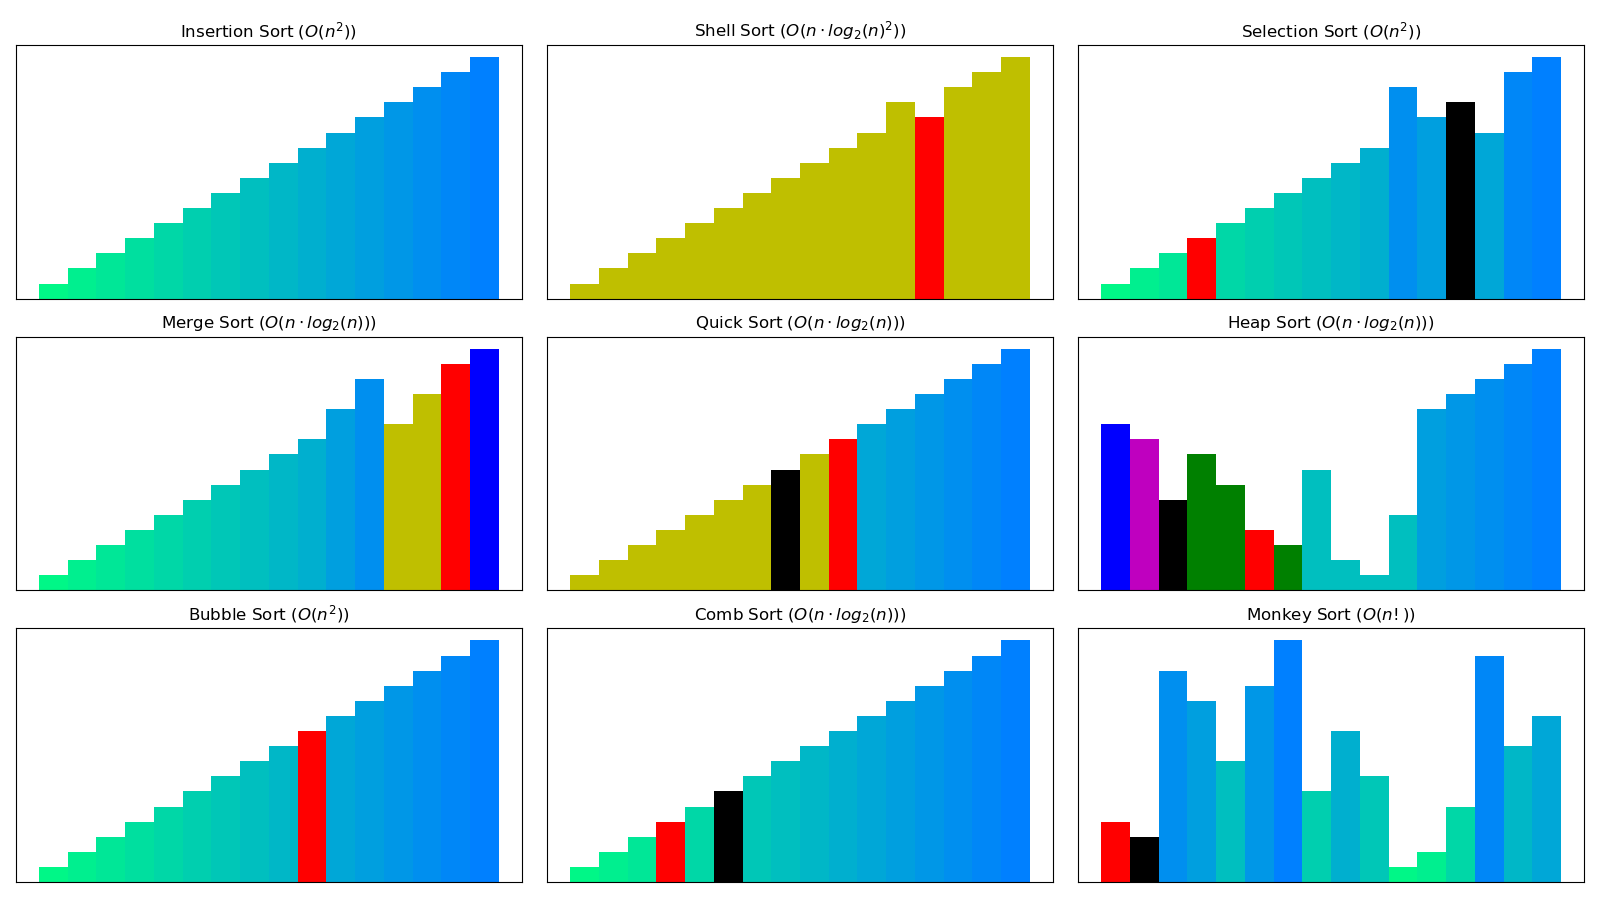 Insertion Sort (O(n²))
Shell Sort (O(n · log₂(n)²))
Selection Sort (O(n²))
Merge Sort (O(n · log₂(n)))
Quick Sort (O(n · log₂(n)))
Heap Sort (O(n · log₂(n)))
Bubble Sort (O(n²))
Comb Sort (O(n · log₂(n)))
Monkey Sort (O(n!))